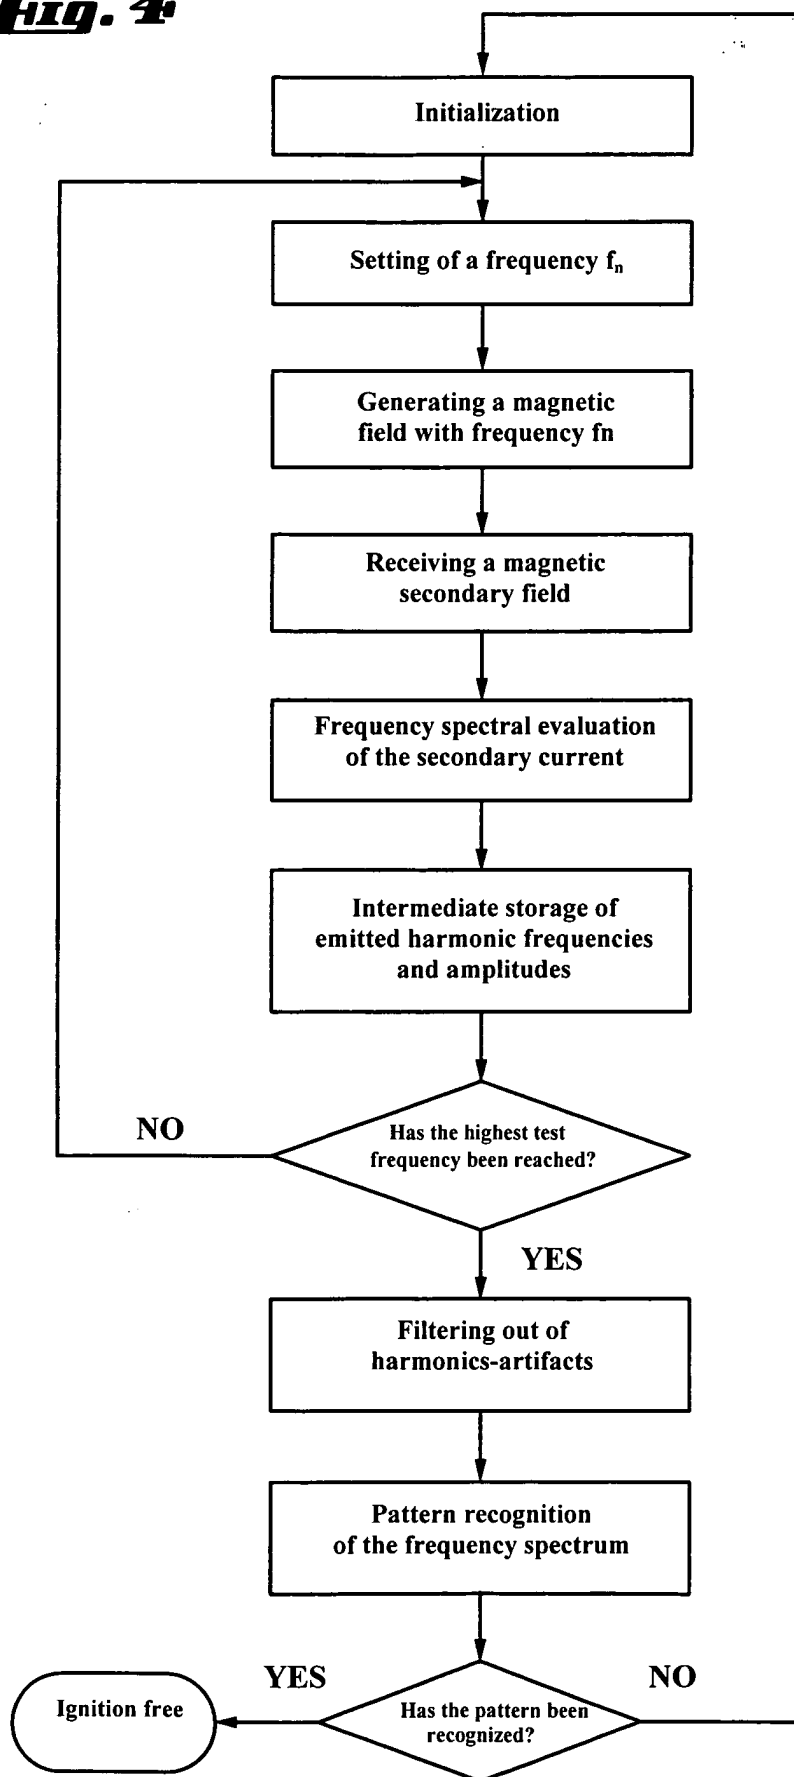 Fig. 4
Initialization
Setting of a frequency fₙ
Generating a magnetic
field with frequency fn
Receiving a magnetic
secondary field
Frequency spectral evaluation
of the secondary current
Intermediate storage of
emitted harmonic frequencies
and amplitudes
NO
Has the highest test
frequency been reached?
YES
Filtering out of
harmonics-artifacts
Pattern recognition
of the frequency spectrum
YES
NO
Ignition free
Has the pattern been
recognized?